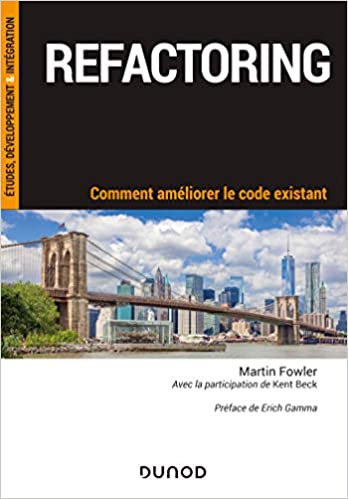 ÉTUDES, DÉVELOPPEMENT & INTÉGRATION
REFACTORING
Comment améliorer le code existant
Martin Fowler
Avec la participation de Kent Beck
Préface de Erich Gamma
DUNOD